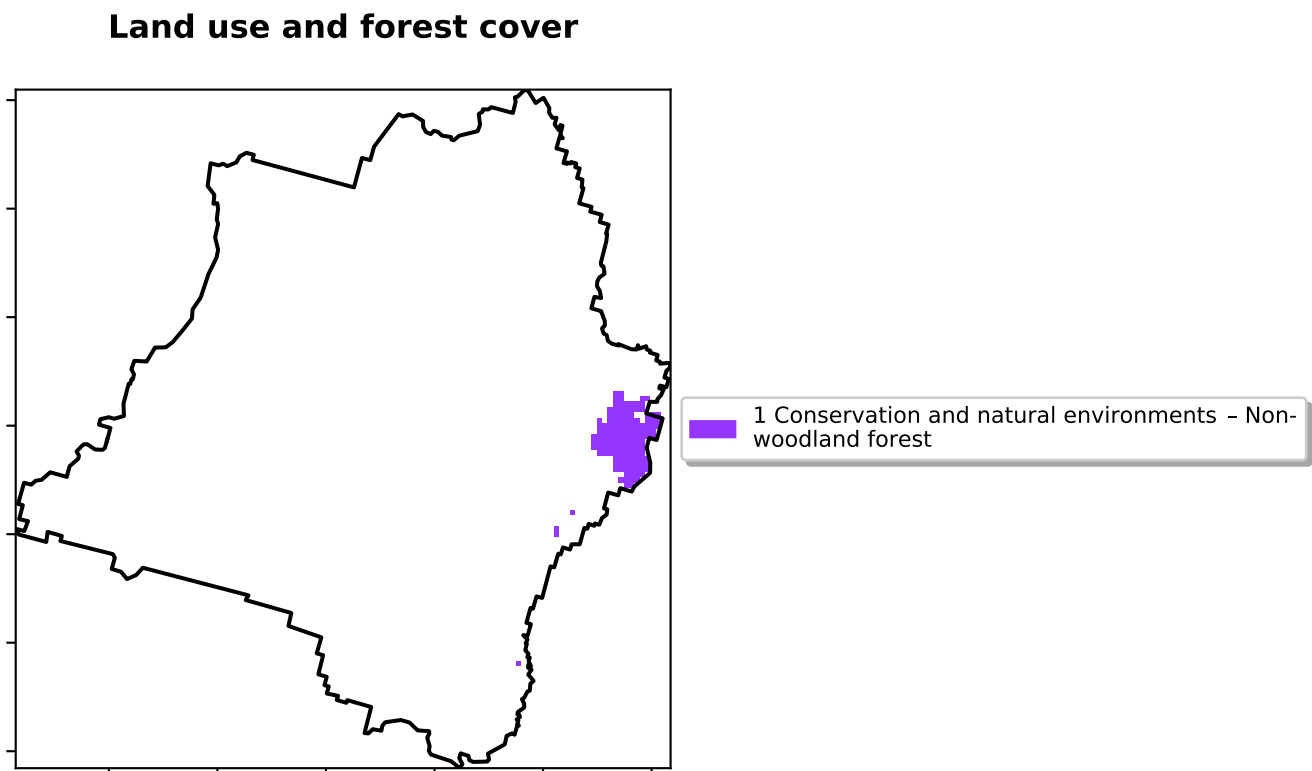 Land use and forest cover
1 Conservation and natural environments – Non-
woodland forest